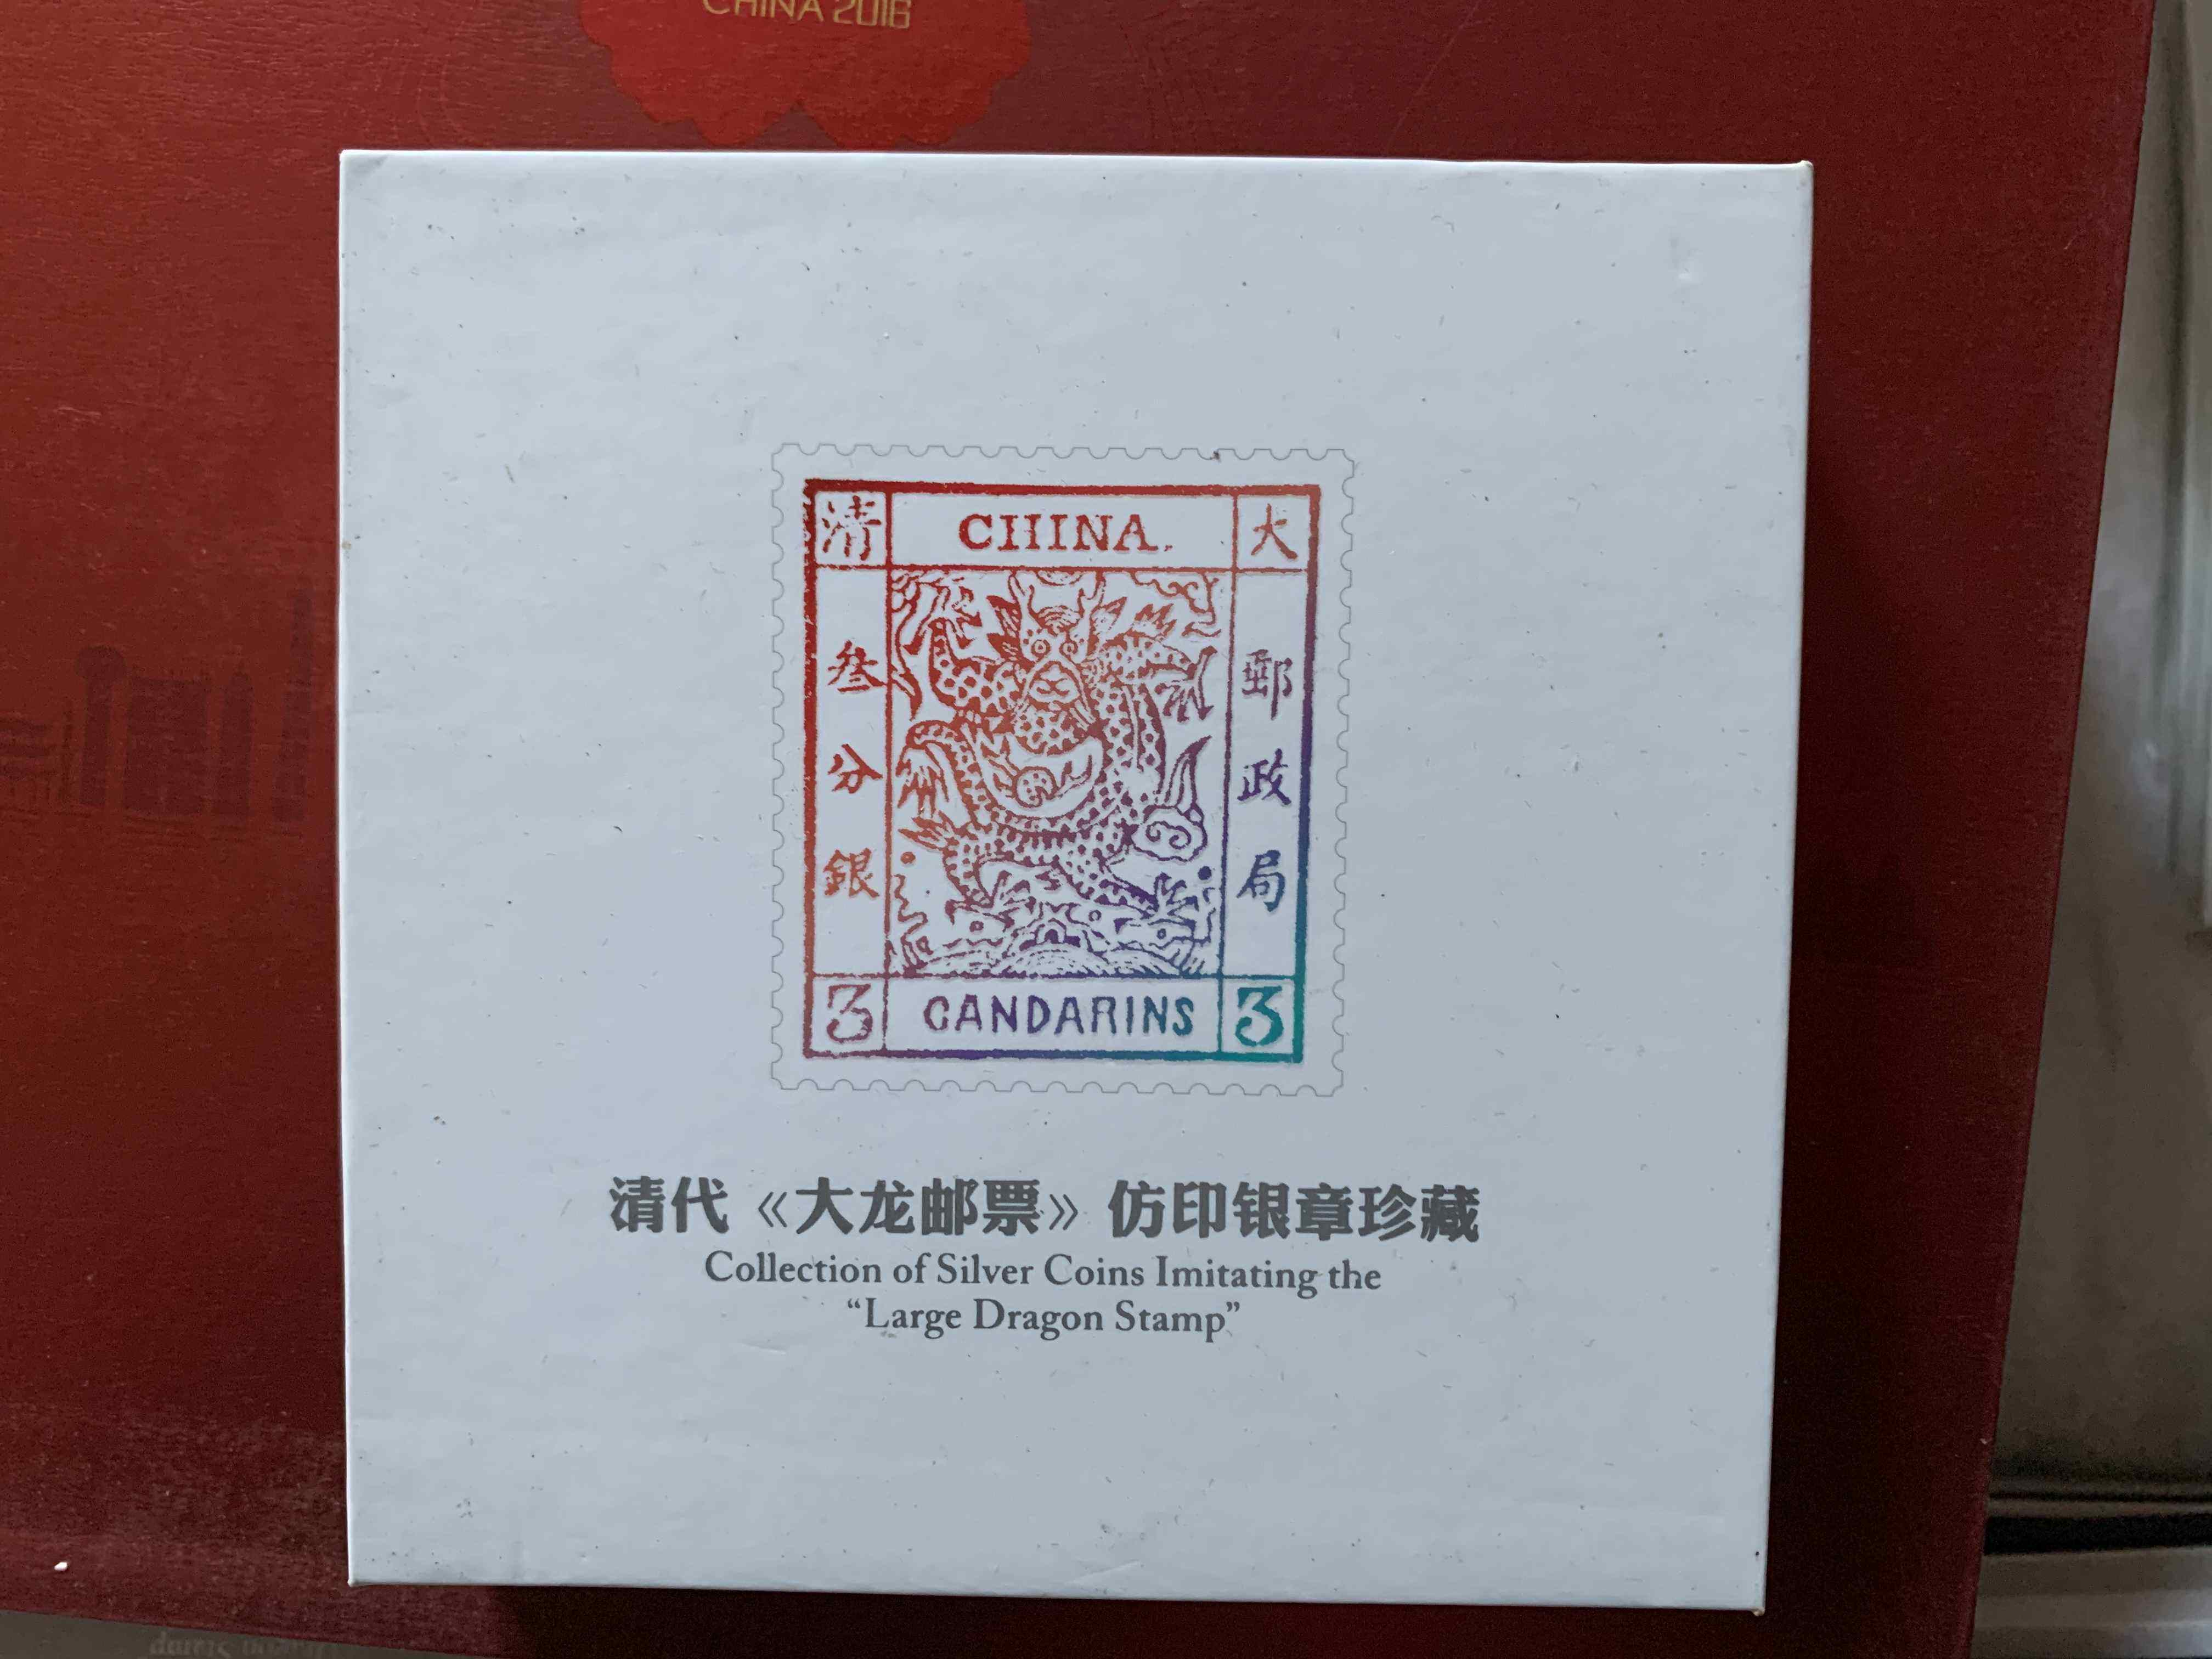 CHINA 2016
清 CHINA. 大
叁 郵
分 政
銀 局
3 CANDARINS 3
清代《大龙邮票》仿印银章珍藏
Collection of Silver Coins Imitating the
“Large Dragon Stamp”